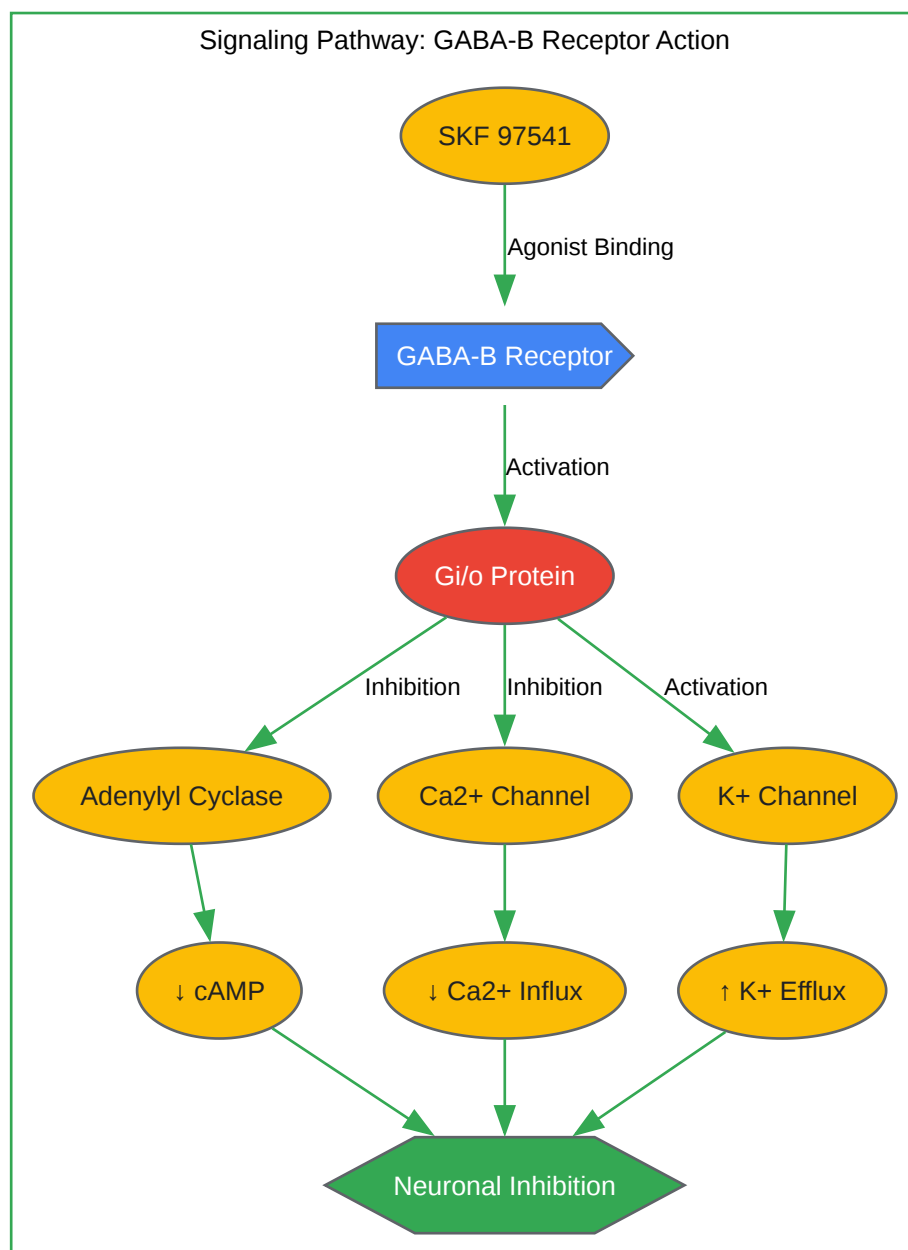 Signaling Pathway: GABA-B Receptor Action
SKF 97541
Agonist Binding
GABA-B Receptor
Activation
Gi/o Protein
Inhibition
Inhibition
Activation
Adenylyl Cyclase
Ca2+ Channel
K+ Channel
↓ cAMP
↓ Ca2+ Influx
↑ K+ Efflux
Neuronal Inhibition